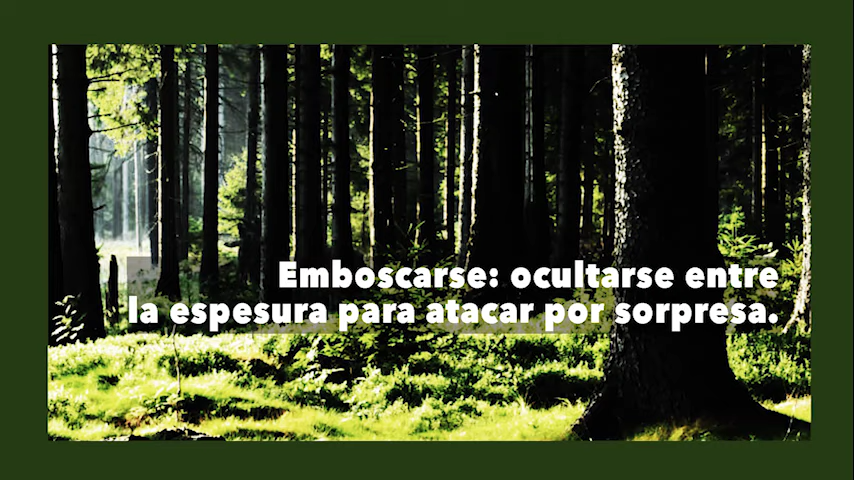 Emboscarse: ocultarse entre
la espesura para atacar por sorpresa.